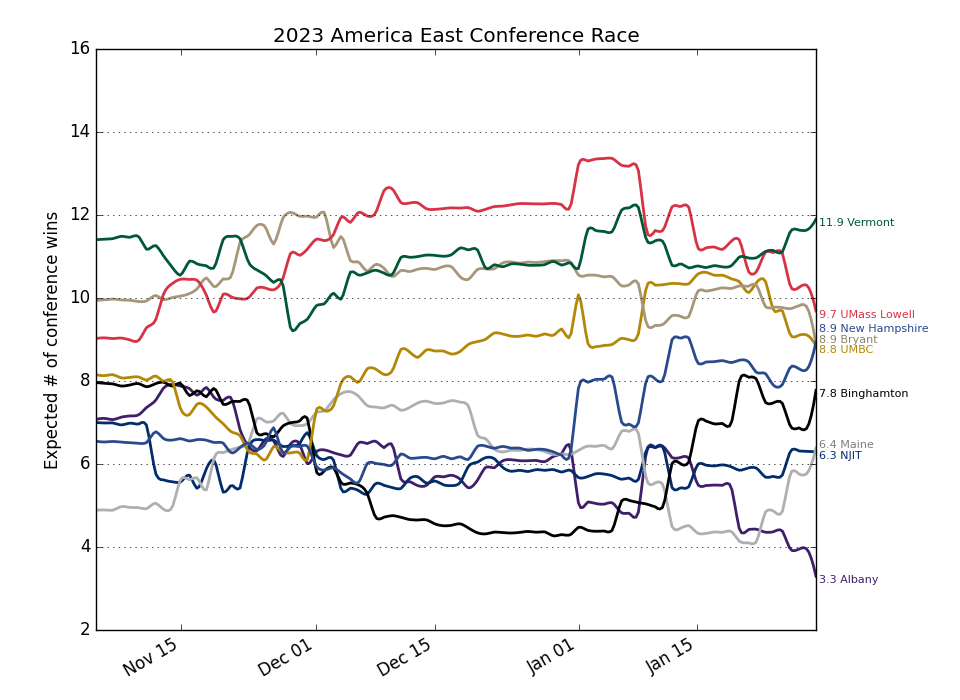 2023 America East Conference Race
Expected # of conference wins
16
14
12
10
8
6
4
2
Nov 15
Dec 01
Dec 15
Jan 01
Jan 15
11.9 Vermont
9.7 UMass Lowell
8.9 New Hampshire
8.9 Bryant
8.8 UMBC
7.8 Binghamton
6.4 Maine
6.3 NJIT
3.3 Albany